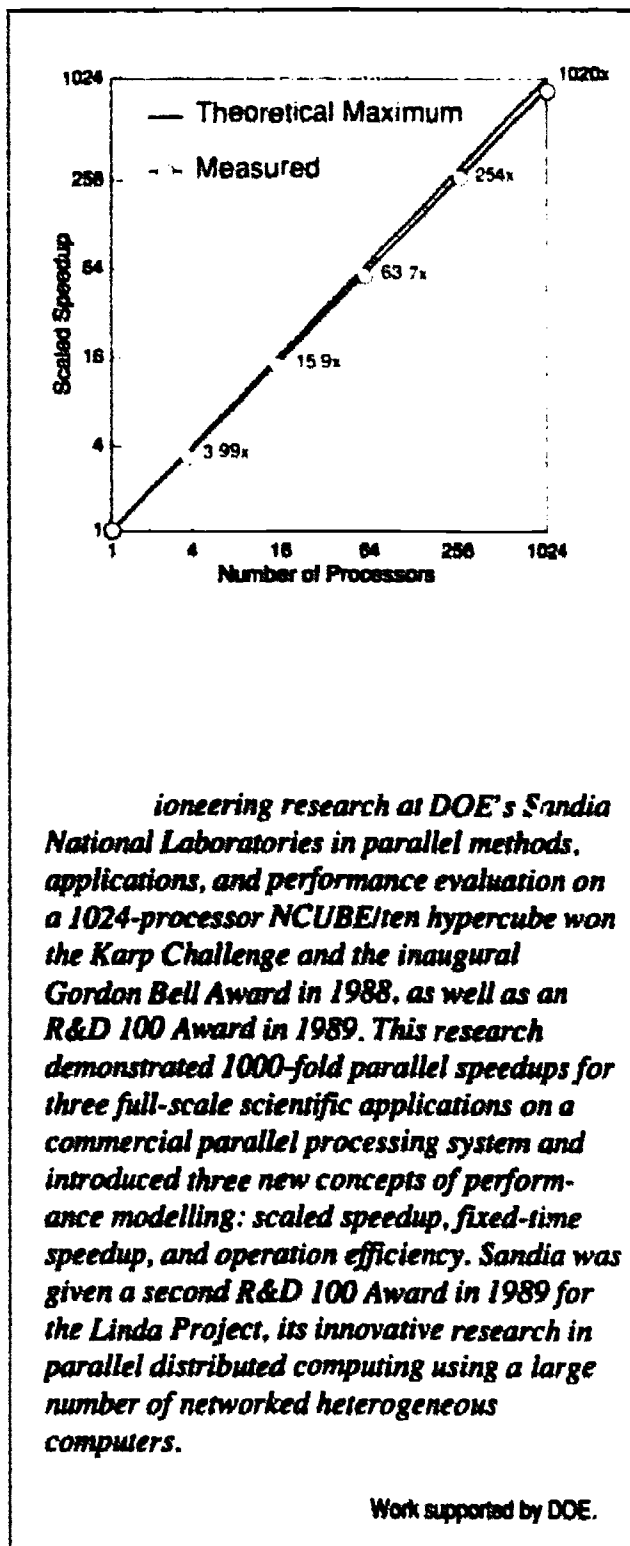 1024
1020x
— Theoretical Maximum
256
254x
Measured
64
63.7x
Scaled Speedup
16
15.9x
4
3.99x
1
1 4 16 64 256 1024
Number of Processors
ioneering research at DOE's Sandia
National Laboratories in parallel methods,
applications, and performance evaluation on
a 1024-processor NCUBE/ten hypercube won
the Karp Challenge and the inaugural
Gordon Bell Award in 1988, as well as an
R&D 100 Award in 1989. This research
demonstrated 1000-fold parallel speedups for
three full-scale scientific applications on a
commercial parallel processing system and
introduced three new concepts of perform-
ance modelling: scaled speedup, fixed-time
speedup, and operation efficiency. Sandia was
given a second R&D 100 Award in 1989 for
the Linda Project, its innovative research in
parallel distributed computing using a large
number of networked heterogeneous
computers.
Work supported by DOE.